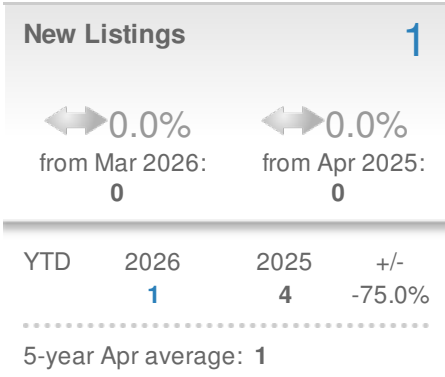 New Listings 1
0.0% 0.0%
from Mar 2026: from Apr 2025:
0 0
YTD 2026 2025 +/-
1 4 -75.0%
5-year Apr average: 1